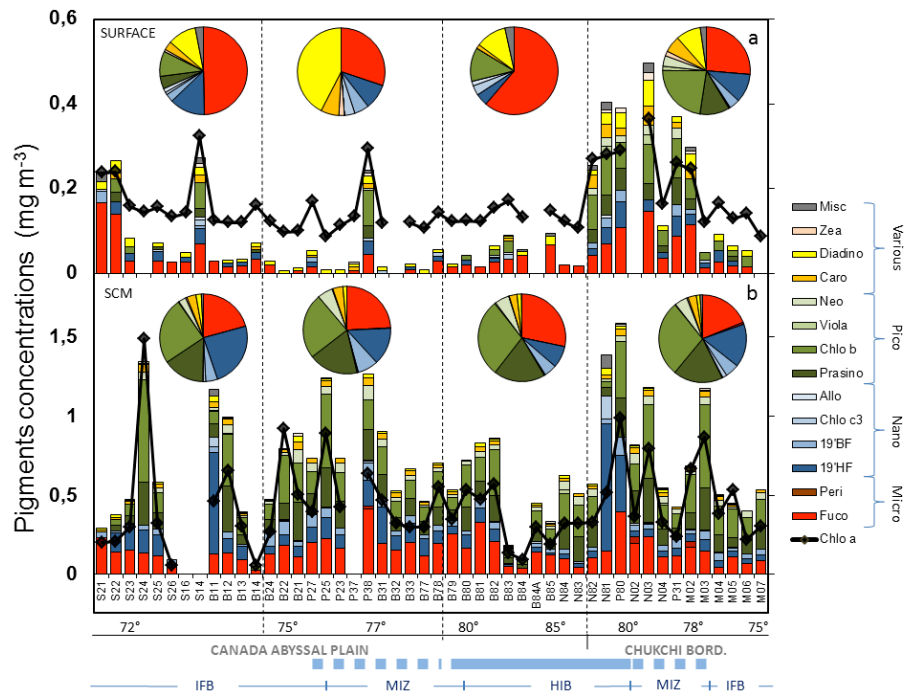 Pigments concentrations (mg m⁻³)
SURFACE
a
0,6
0,4
0,2
0
SCM
b
1,5
1
0,5
0
Misc
Zea
Diadino
Caro
Neo
Viola
Chlo b
Prasino
Allo
Chlo c3
19'BF
19'HF
Peri
Fuco
Chlo a
Various
Pico
Nano
Micro
S21 S22 S23 S24 S25 S26 S16 S14 B11 B12 B13 B14 B24 B22 B21 P27 P25 P23 P37 P38 B31 B32 B33 B77 B78 B79 B80 B81 B82 B83 B84 B84A B85 N84 N83 N82 N81 P80 N02 N03 N04 P31 M02 M03 M04 M05 M06 M07
72° 75° 77° 80° 85° 80° 78° 75°
CANADA ABYSSAL PLAIN CHUKCHI BORD.
IFB MIZ HIB MIZ IFB